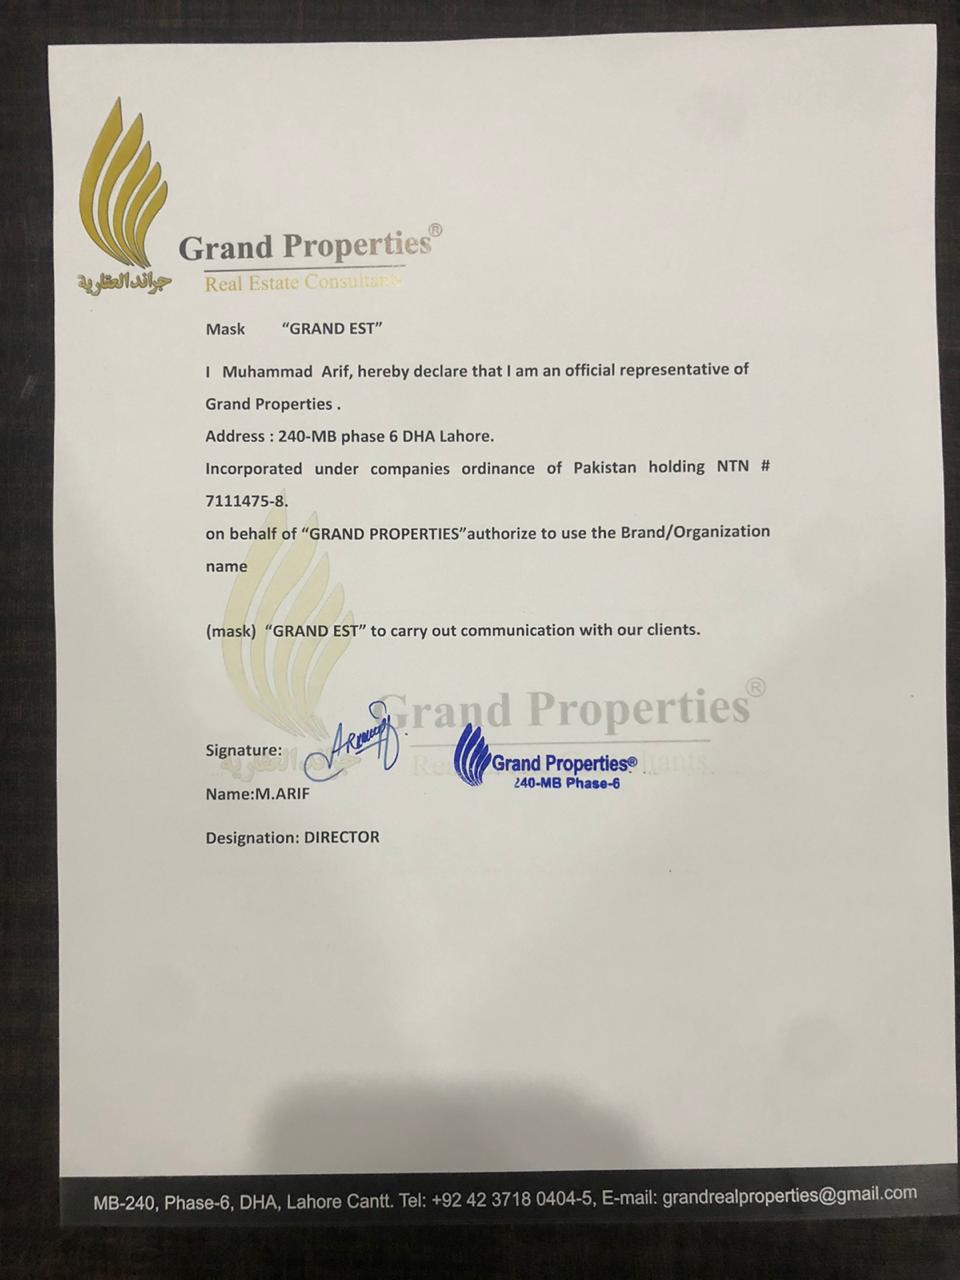 Grand Properties®
جراند العقارية
Real Estate Consultants
Mask “GRAND EST”
I Muhammad Arif, hereby declare that I am an official representative of
Grand Properties .
Address : 240-MB phase 6 DHA Lahore.
Incorporated under companies ordinance of Pakistan holding NTN #
7111475-8.
on behalf of “GRAND PROPERTIES”authorize to use the Brand/Organization
name
(mask) “GRAND EST” to carry out communication with our clients.
Grand Properties®
Signature:
Grand Properties®
240-MB Phase-6
Name:M.ARIF
Designation: DIRECTOR
MB-240, Phase-6, DHA, Lahore Cantt. Tel: +92 42 3718 0404-5, E-mail: grandrealproperties@gmail.com